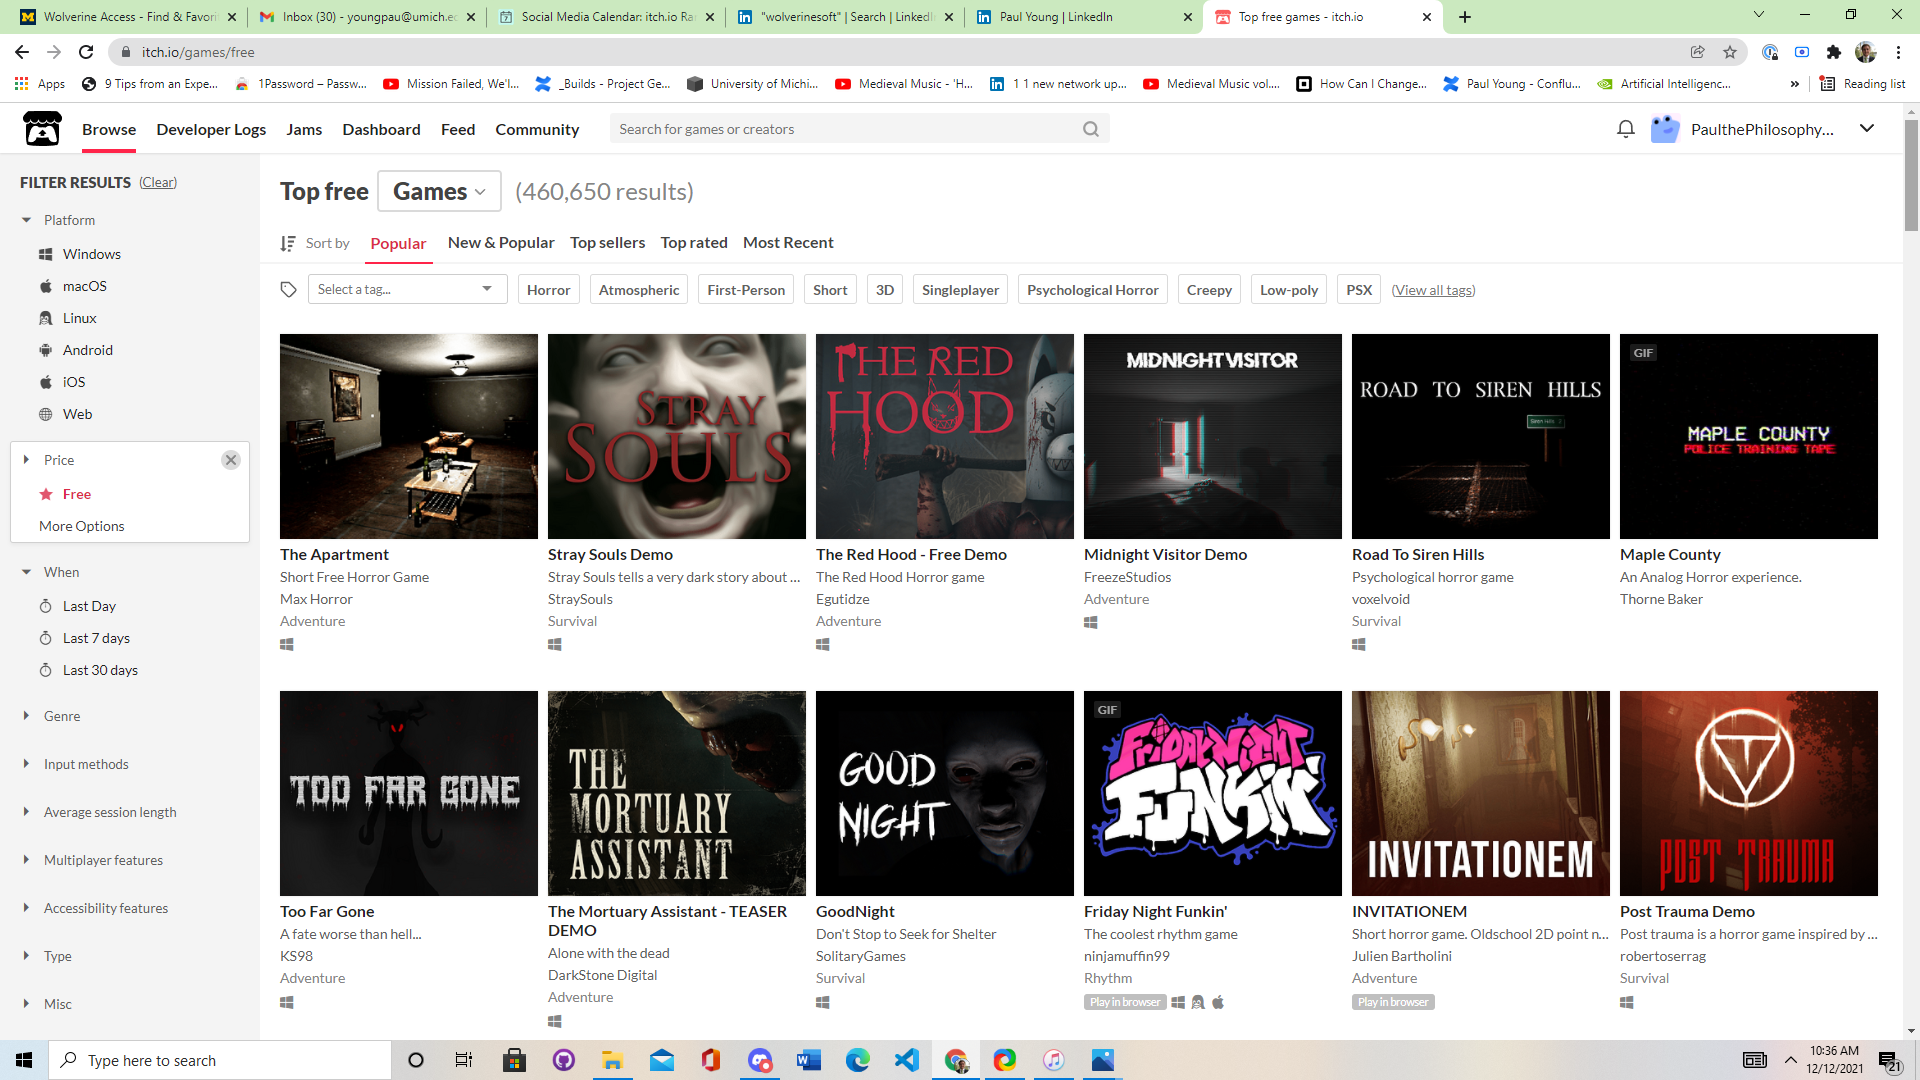 Wolverine Access - Find & Favori
Inbox (30) - youngpau@umich.ed
Social Media Calendar: itch.io Ra
"wolverinesoft" | Search | LinkedIn
Paul Young | LinkedIn
Top free games - itch.io
itch.io/games/free
Apps
9 Tips from an Expe...
1Password – Passw...
Mission Failed, We'l...
_Builds - Project Ge...
University of Michi...
Medieval Music - 'H...
1 1 new network up...
Medieval Music vol....
How Can I Change...
Paul Young - Conflu...
Artificial Intelligenc...
»
Reading list
Browse
Developer Logs
Jams
Dashboard
Feed
Community
Search for games or creators
PaulthePhilosophy...
FILTER RESULTS (Clear)
Platform
Windows
macOS
Linux
Android
iOS
Web
Price
Free
More Options
When
Last Day
Last 7 days
Last 30 days
Genre
Input methods
Average session length
Multiplayer features
Accessibility features
Type
Misc
Top free Games (460,650 results)
Sort by Popular New & Popular Top sellers Top rated Most Recent
Select a tag... Horror Atmospheric First-Person Short 3D Singleplayer Psychological Horror Creepy Low-poly PSX (View all tags)
The Apartment
Short Free Horror Game
Max Horror
Adventure
STRAY
SOULS
Stray Souls Demo
Stray Souls tells a very dark story about ...
StraySouls
Survival
THE RED
HOOD
The Red Hood - Free Demo
The Red Hood Horror game
Egutidze
Adventure
MIDNIGHT VISITOR
Midnight Visitor Demo
FreezeStudios
Adventure
ROAD TO SIREN HILLS
Road To Siren Hills
Psychological horror game
voxelvoid
Survival
GIF
MAPLE COUNTY
POLICE TRAINING TAPE
Maple County
An Analog Horror experience.
Thorne Baker
TOO FAR GONE
Too Far Gone
A fate worse than hell...
KS98
Adventure
THE
MORTUARY
ASSISTANT
The Mortuary Assistant - TEASER
DEMO
Alone with the dead
DarkStone Digital
Adventure
GOOD
NIGHT
GoodNight
Don't Stop to Seek for Shelter
SolitaryGames
Survival
GIF
FRIDAY NIGHT
FUNKIN'
Friday Night Funkin'
The coolest rhythm game
ninjamuffin99
Rhythm
Play in browser
INVITATIONEM
INVITATIONEM
Short horror game. Oldschool 2D point n...
Julien Bartholini
Adventure
Play in browser
POST TRAUMA
Post Trauma Demo
Post trauma is a horror game inspired by ...
robertoserrag
Survival
Type here to search
10:36 AM
12/12/2021
21